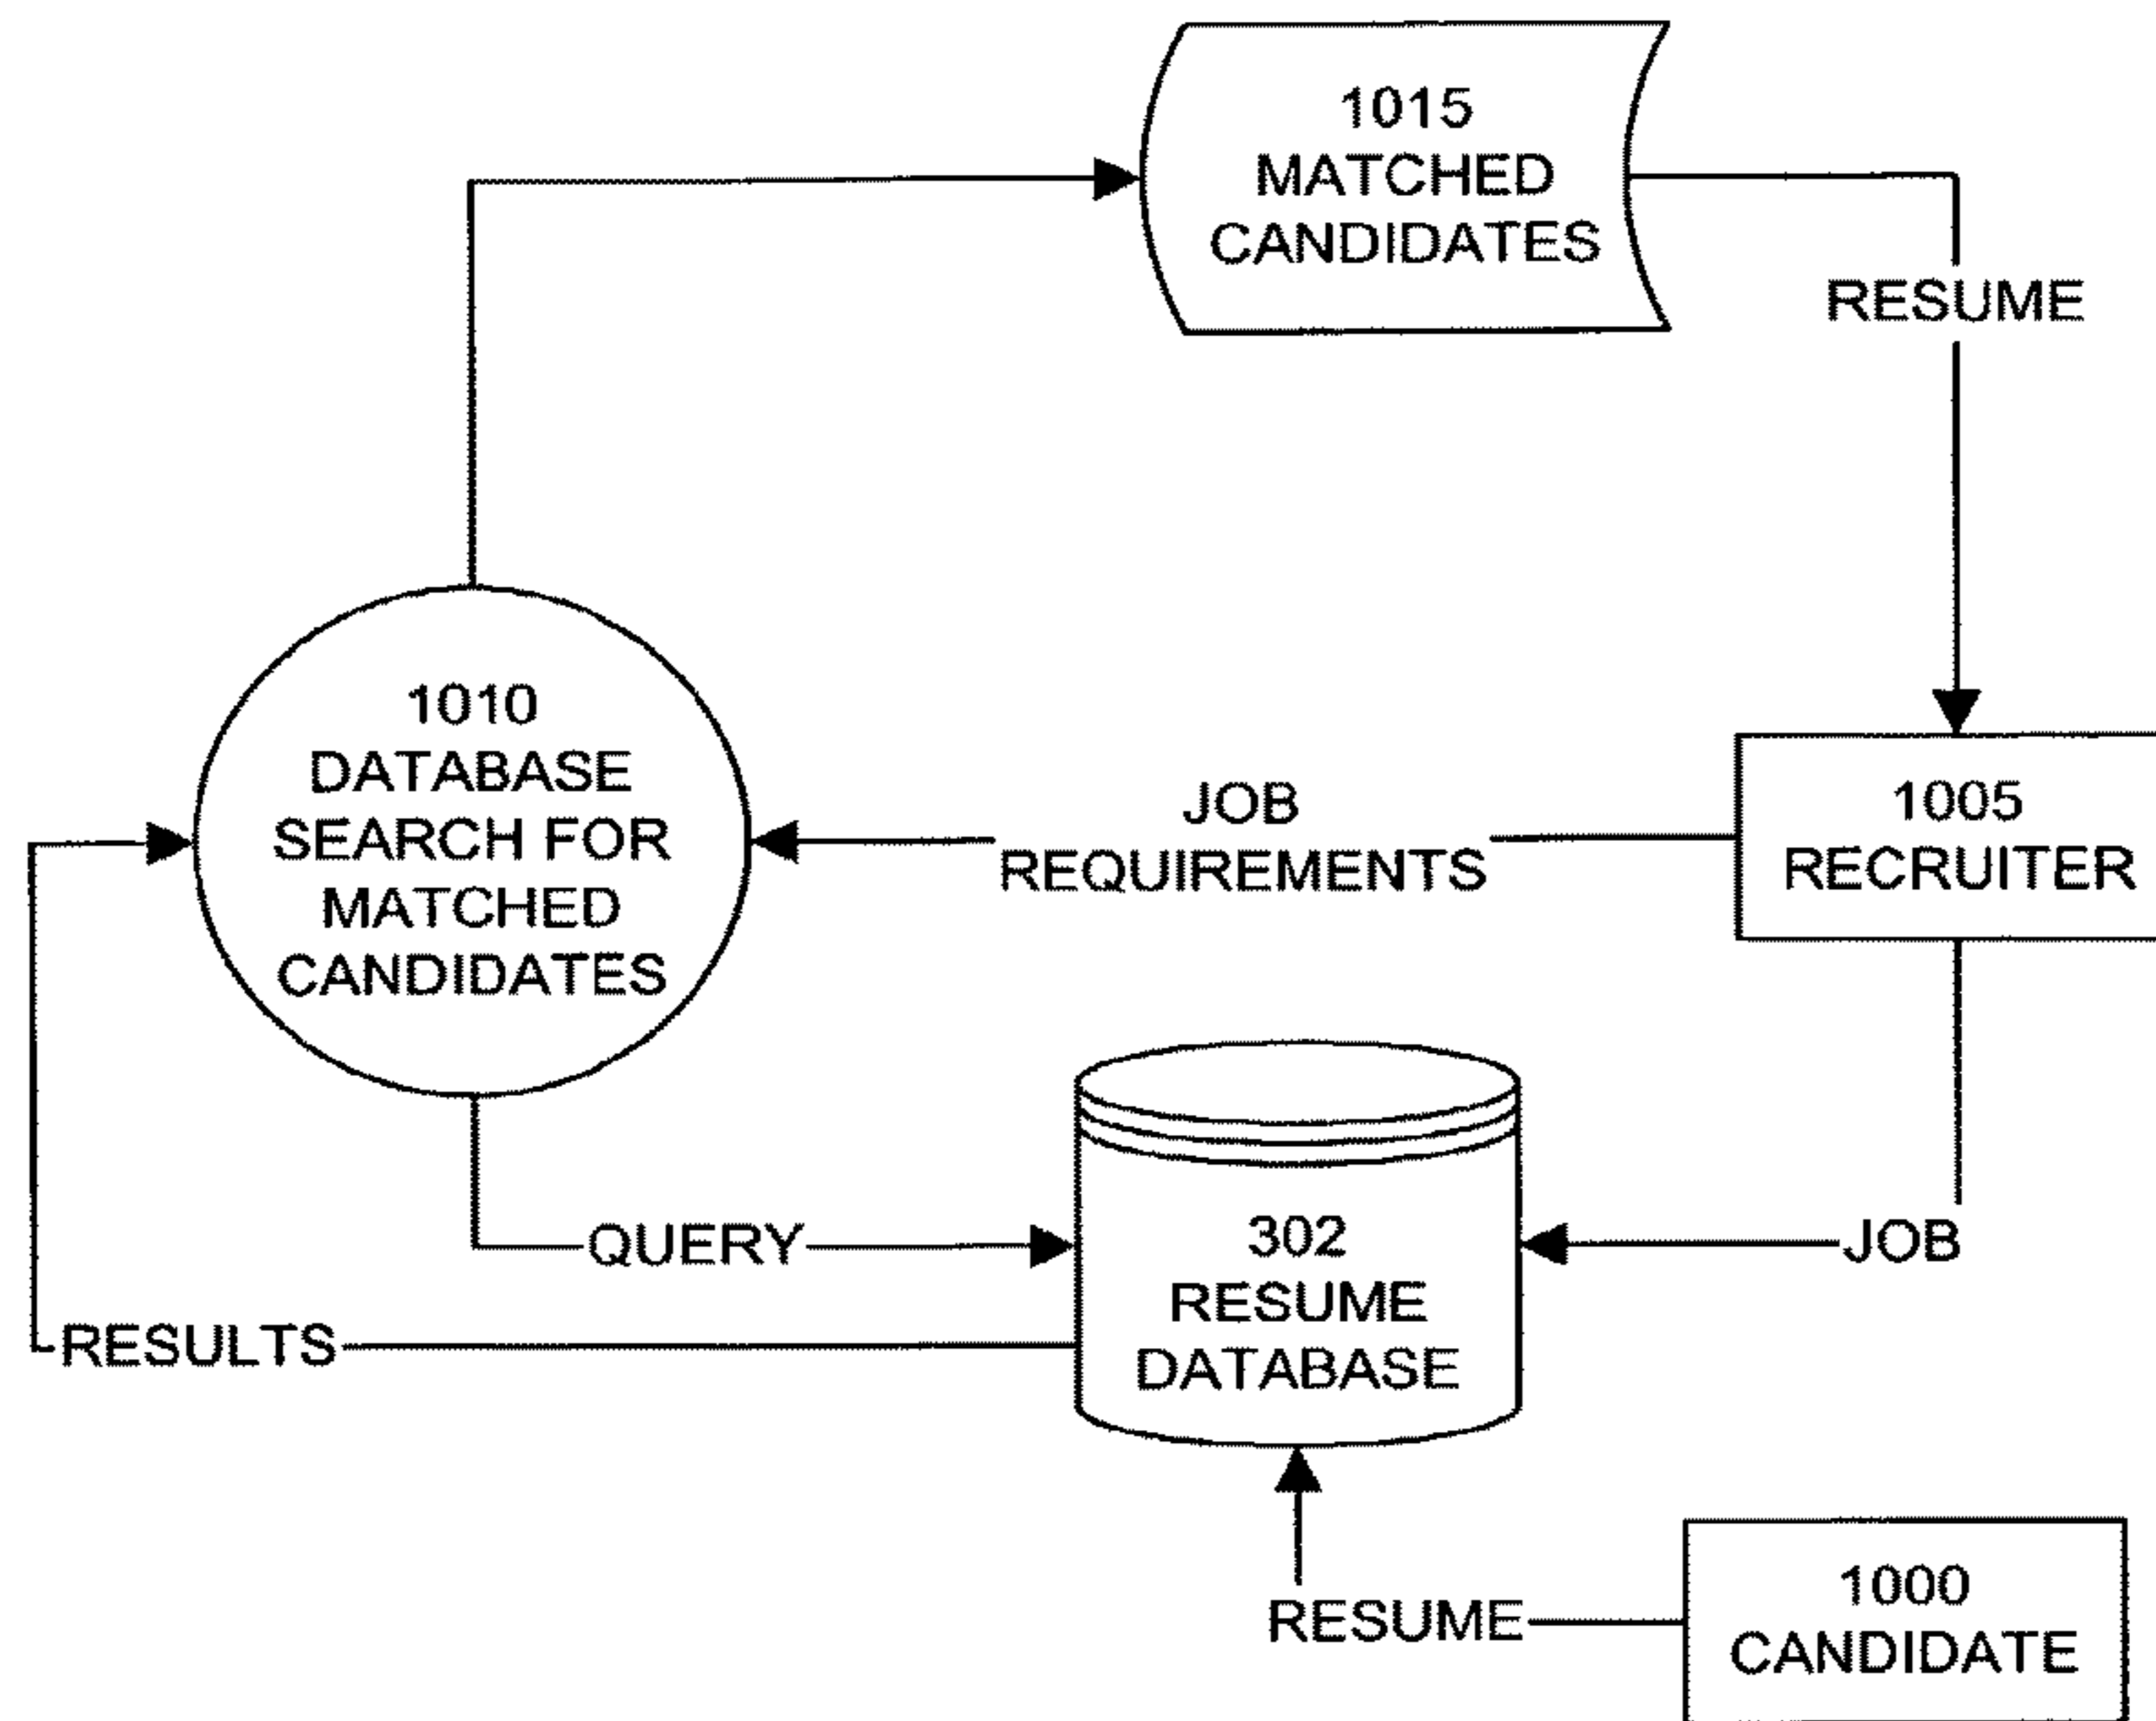 1015
MATCHED
CANDIDATES
RESUME
1010
DATABASE
SEARCH FOR
MATCHED
CANDIDATES
JOB
REQUIREMENTS
1005
RECRUITER
QUERY
302
RESUME
DATABASE
JOB
RESULTS
RESUME
1000
CANDIDATE